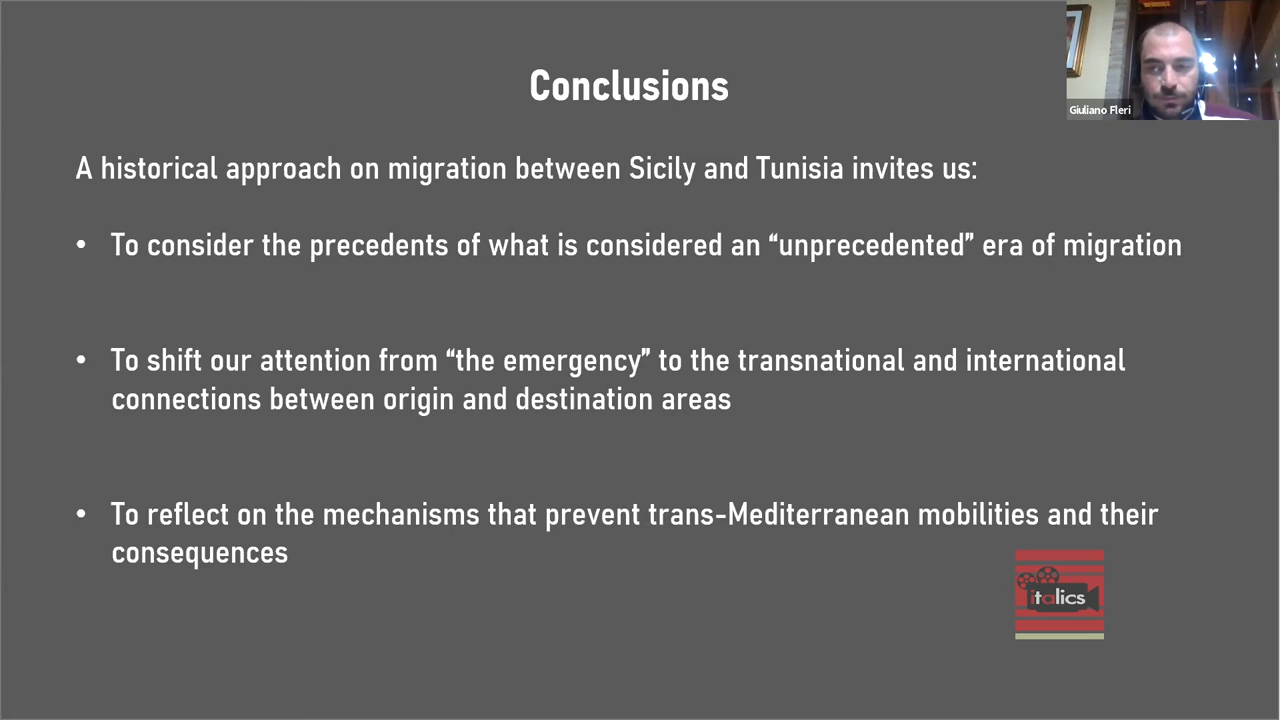 Conclusions
Giuliano Fleri
A historical approach on migration between Sicily and Tunisia invites us:
• To consider the precedents of what is considered an “unprecedented” era of migration
• To shift our attention from “the emergency” to the transnational and international
connections between origin and destination areas
• To reflect on the mechanisms that prevent trans-Mediterranean mobilities and their
consequences
italics